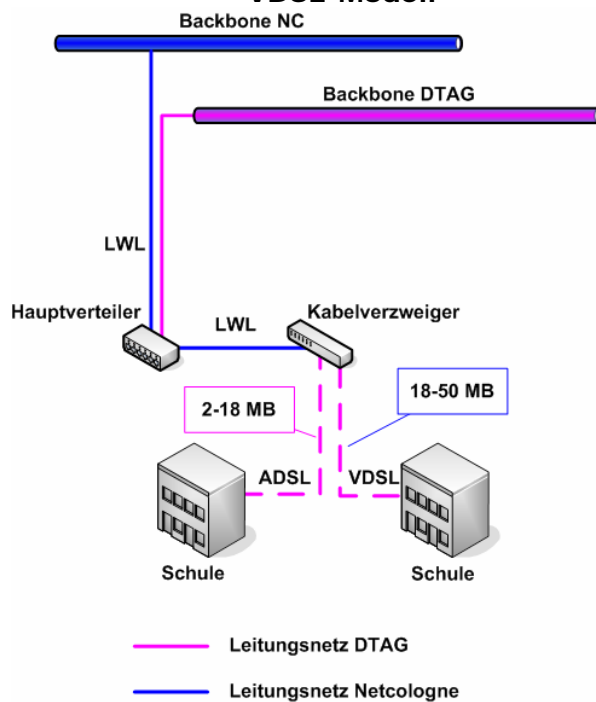 VDSL-Modell
Backbone NC
Backbone DTAG
LWL
Hauptverteiler
LWL
Kabelverzweiger
2-18 MB
18-50 MB
ADSL
VDSL
Schule
Schule
Leitungsnetz DTAG
Leitungsnetz Netcologne